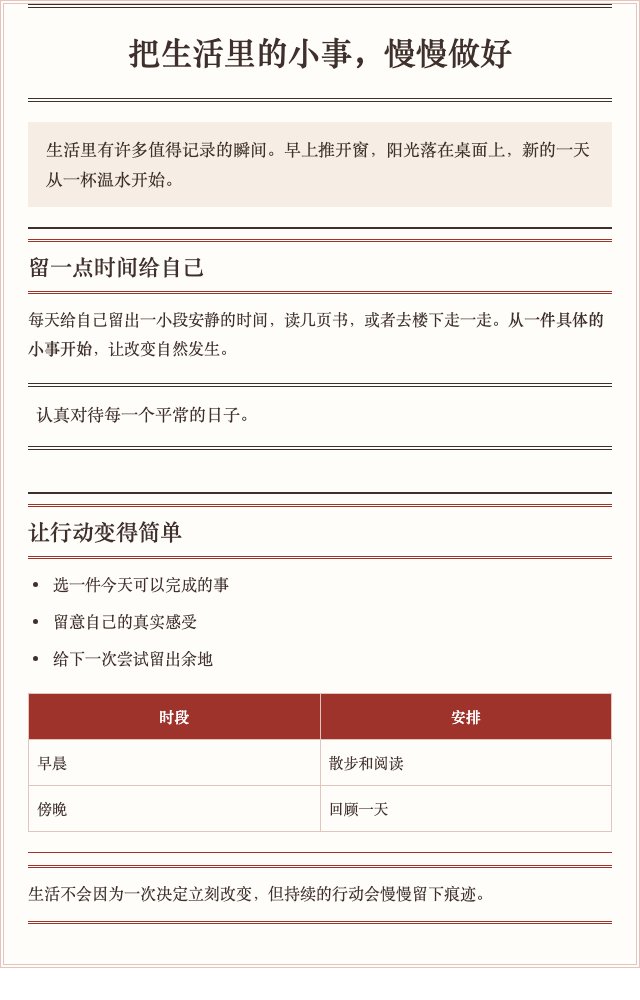 把生活里的小事，慢慢做好
生活里有许多值得记录的瞬间。早上推开窗，阳光落在桌面上，新的一天
从一杯温水开始。
留一点时间给自己
每天给自己留出一小段安静的时间，读几页书，或者去楼下走一走。从一件具体的
小事开始，让改变自然发生。
认真对待每一个平常的日子。
让行动变得简单
• 选一件今天可以完成的事
• 留意自己的真实感受
• 给下一次尝试留出余地
时段 安排
早晨 散步和阅读
傍晚 回顾一天
生活不会因为一次决定立刻改变，但持续的行动会慢慢留下痕迹。